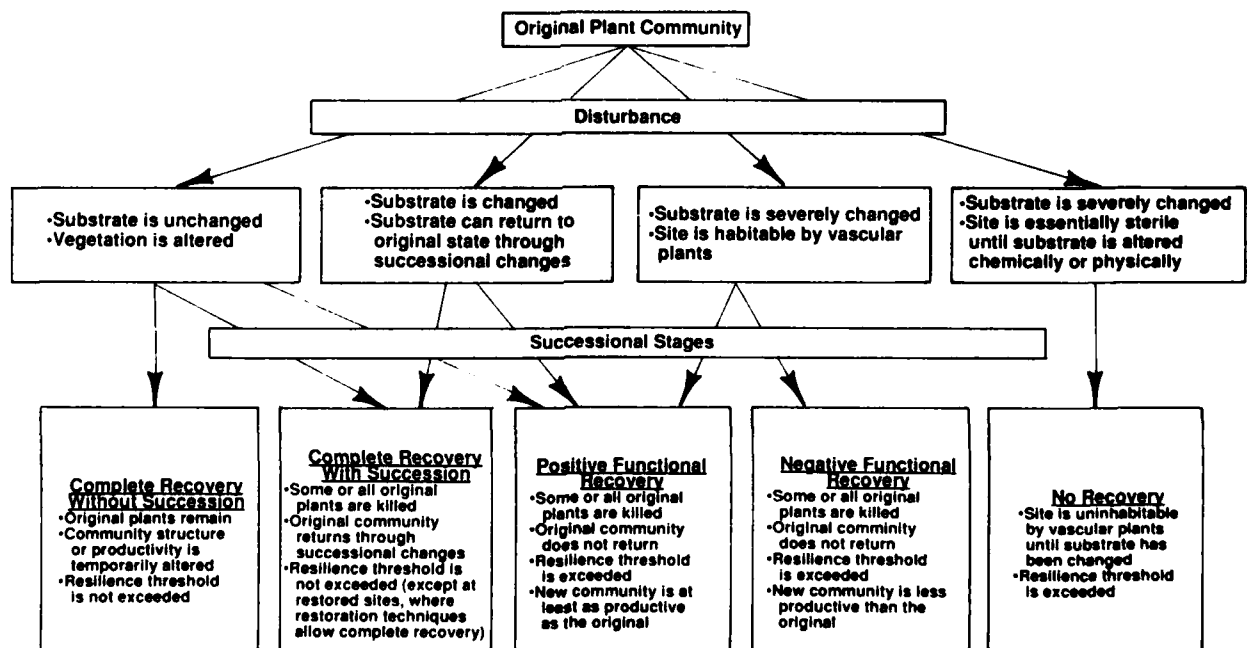 Original Plant Community
Disturbance
•Substrate is unchanged
•Vegetation is altered
•Substrate is changed
•Substrate can return to
original state through
successional changes
•Substrate is severely changed
•Site is habitable by vascular
plants
•Substrate is severely changed
•Site is essentially sterile
until substrate is altered
chemically or physically
Successional Stages
Complete Recovery
Without Succession
•Original plants remain
•Community structure
or productivity is
temporarily altered
•Resilience threshold
is not exceeded
Complete Recovery
With Succession
•Some or all original
plants are killed
•Original community
returns through
successional changes
•Resilience threshold is
not exceeded (except at
restored sites, where
restoration techniques
allow complete recovery)
Positive Functional
Recovery
•Some or all original
plants are killed
•Original community
does not return
•Resilience threshold
is exceeded
•New community is at
least as productive
as the original
Negative Functional
Recovery
•Some or all original
plants are killed
•Original comminity
does not return
•Resilience threshold
is exceeded
•New community is less
productive than the
original
No Recovery
•Site is uninhabitable
by vascular plants
until substrate has
been changed
•Resilience threshold
is exceeded